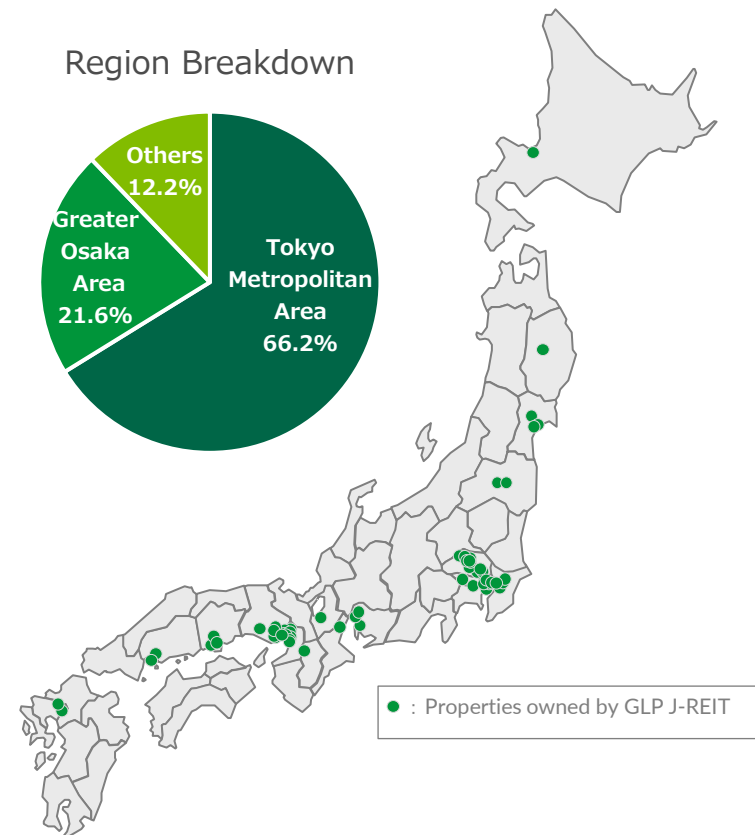 Region Breakdown
Others
12.2%
Greater
Osaka
Area
21.6%
Tokyo
Metropolitan
Area
66.2%
: Properties owned by GLP J-REIT